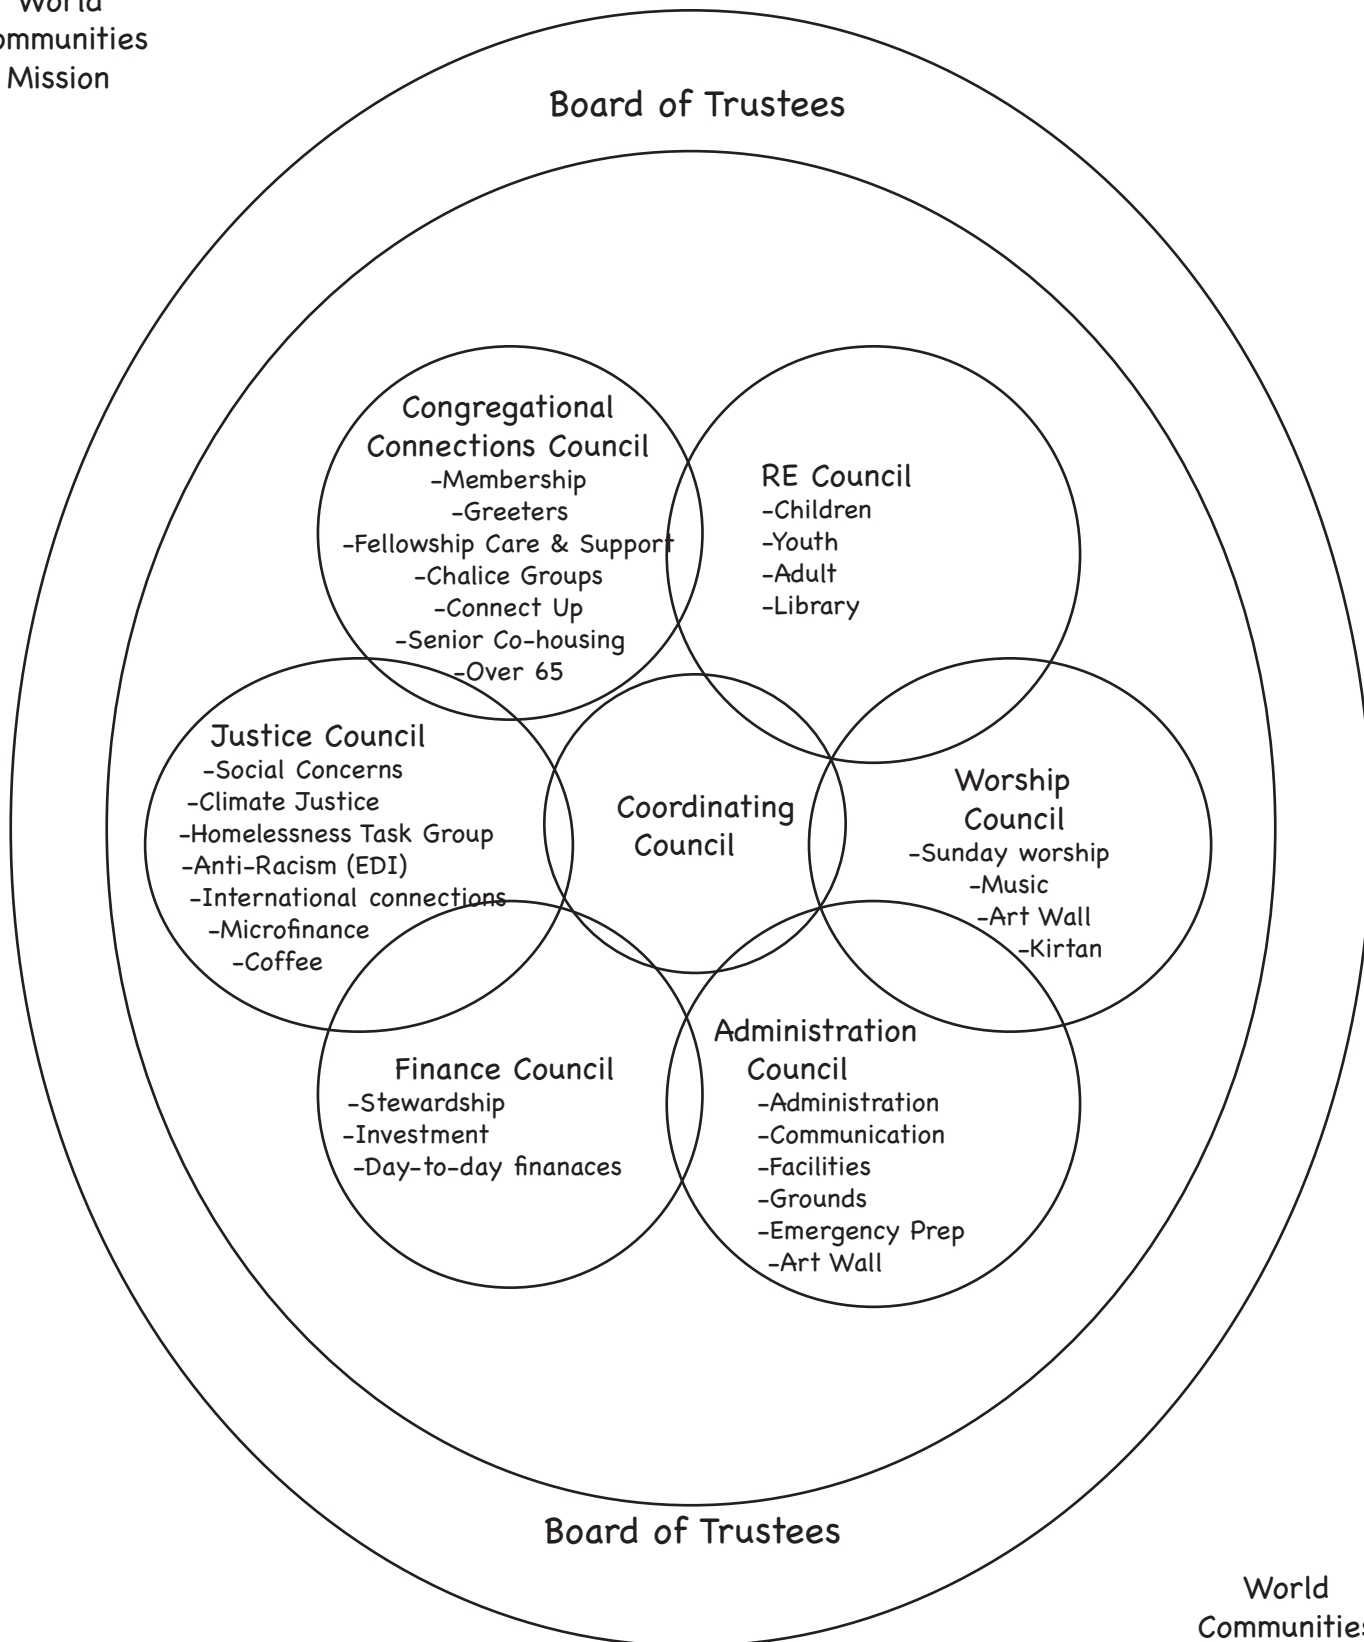 World
ommunities
Mission
Board of Trustees
Congregational
Connections Council
-Membership
-Greeters
-Fellowship Care & Support
-Chalice Groups
-Connect Up
-Senior Co-housing
-Over 65
RE Council
-Children
-Youth
-Adult
-Library
Justice Council
-Social Concerns
-Climate Justice
-Homelessness Task Group
-Anti-Racism (EDI)
-International connections
-Microfinance
-Coffee
Coordinating
Council
Worship
Council
-Sunday worship
-Music
-Art Wall
-Kirtan
Finance Council
-Stewardship
-Investment
-Day-to-day finanaces
Administration
Council
-Administration
-Communication
-Facilities
-Grounds
-Emergency Prep
-Art Wall
Board of Trustees
World
Communities